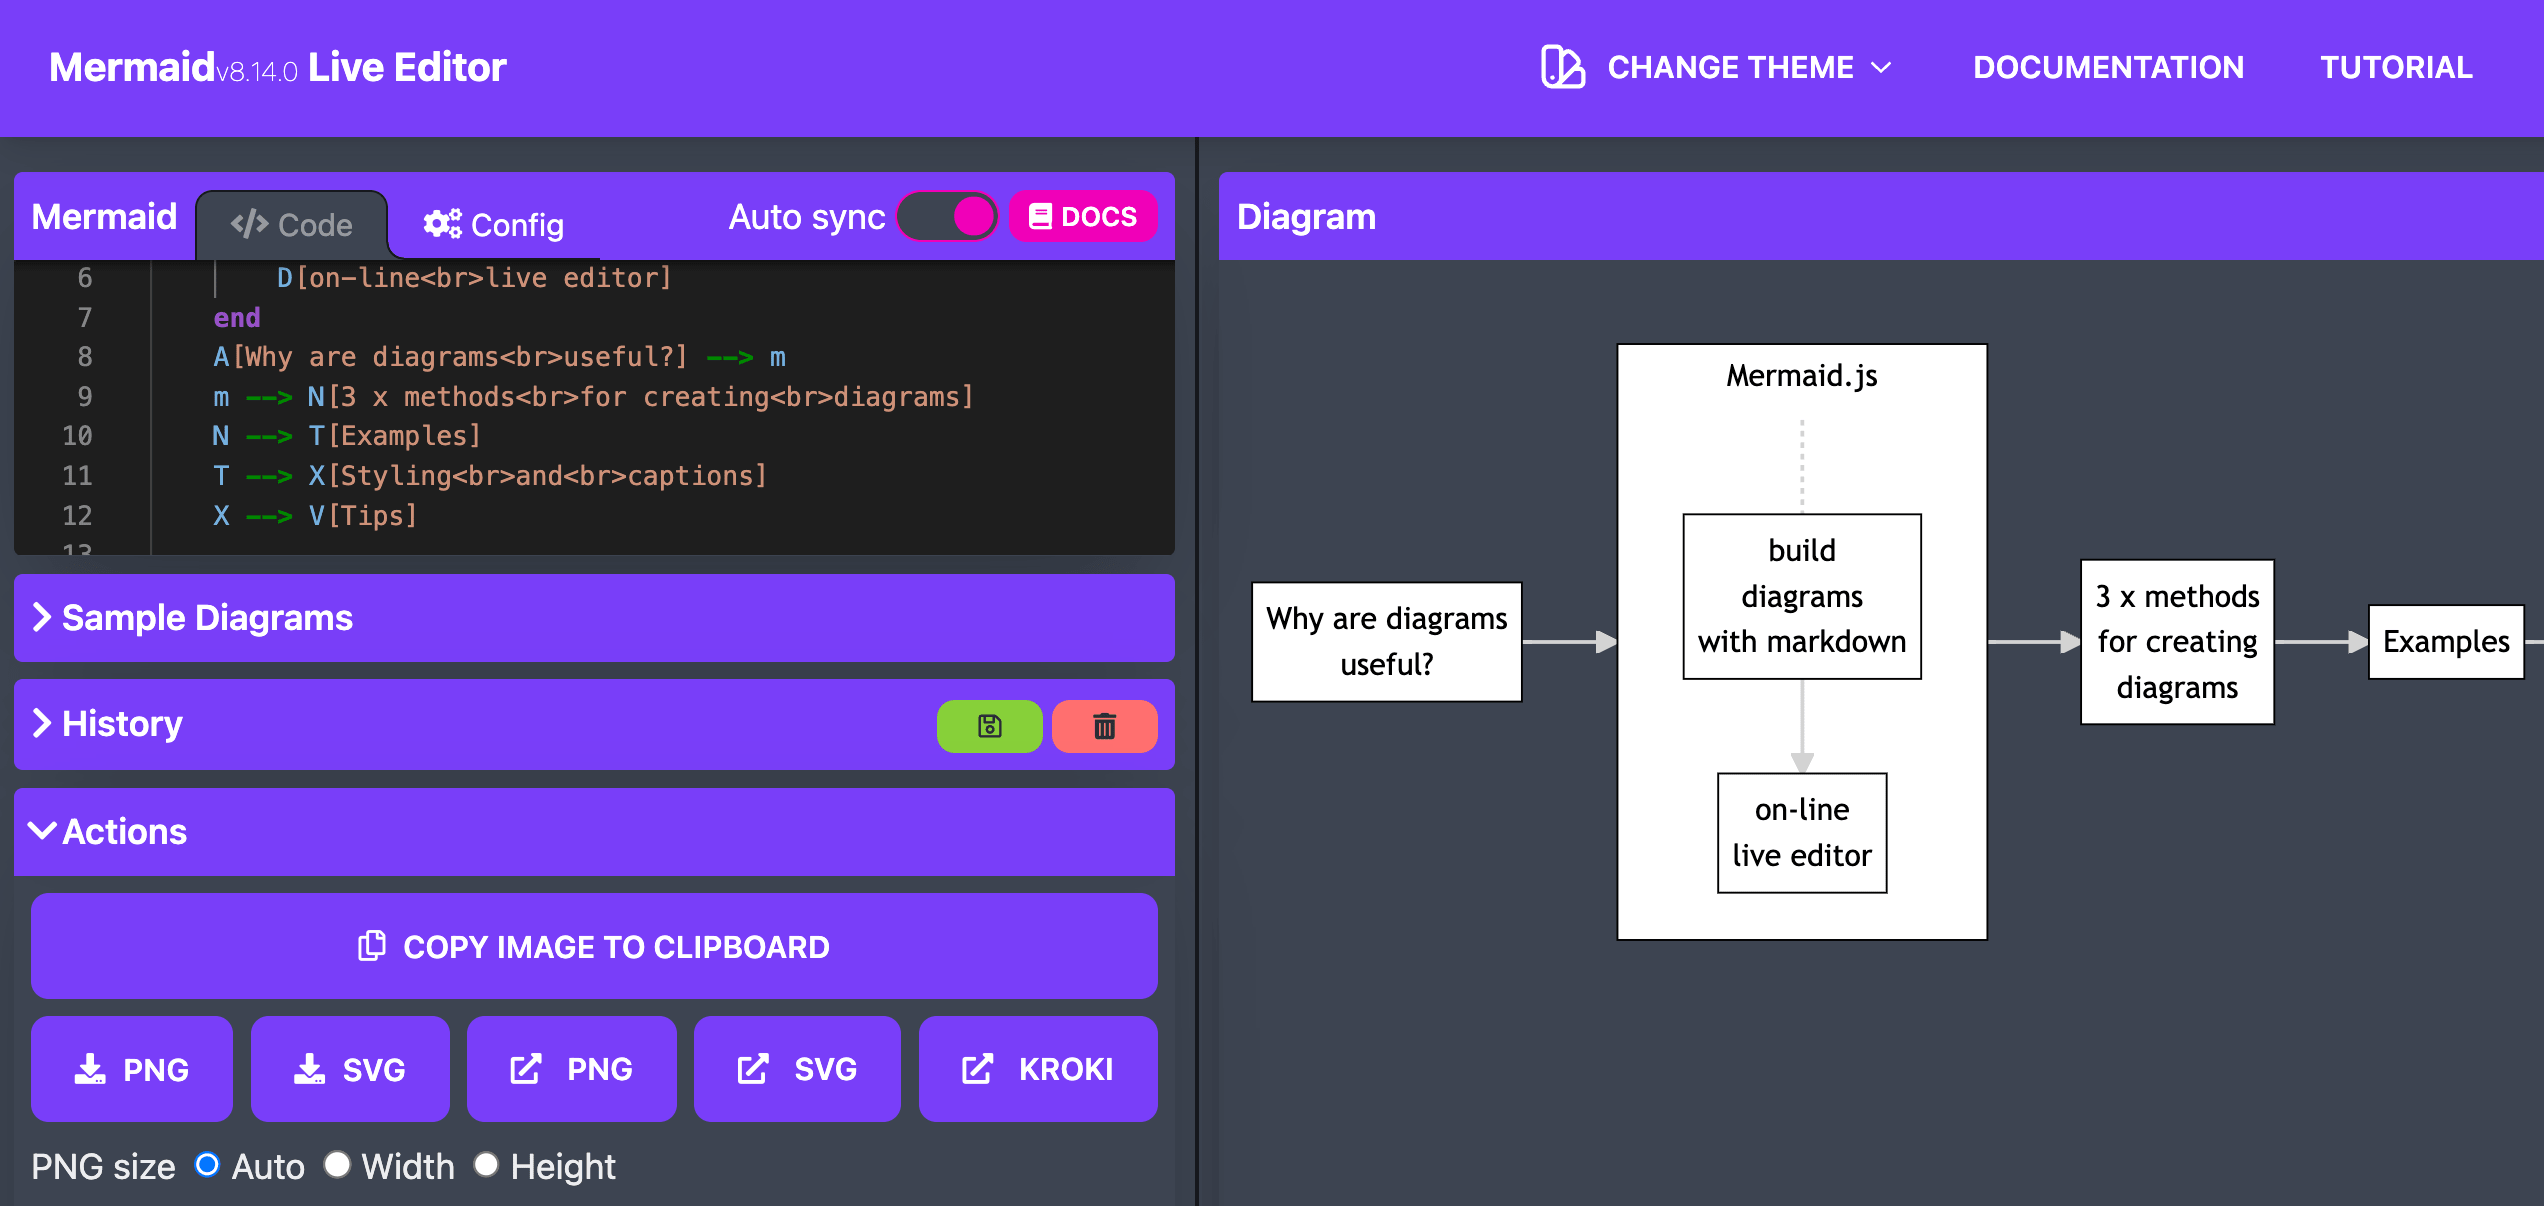 Mermaidv8.14.0 Live Editor
CHANGE THEME
DOCUMENTATION
TUTORIAL
Mermaid
Code
Config
Auto sync
DOCS
6 D[on-line<br>live editor]
7 end
8 A[Why are diagrams<br>useful?] --> m
9 m --> N[3 x methods<br>for creating<br>diagrams]
10 N --> T[Examples]
11 T --> X[Styling<br>and<br>captions]
12 X --> V[Tips]
13
Sample Diagrams
History
Actions
COPY IMAGE TO CLIPBOARD
PNG
SVG
PNG
SVG
KROKI
PNG size Auto Width Height
Diagram
Why are diagrams
useful?
Mermaid.js
build
diagrams
with markdown
on-line
live editor
3 x methods
for creating
diagrams
Examples